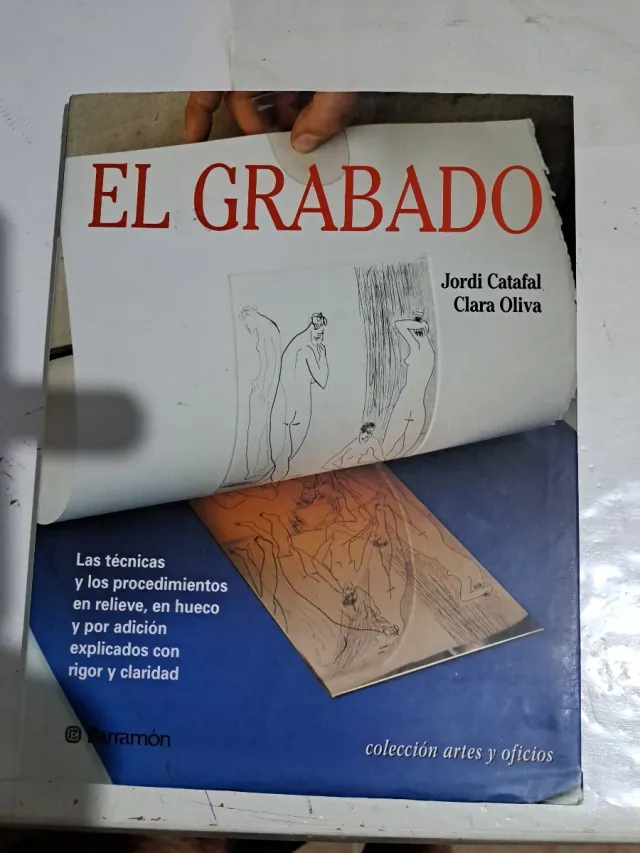 EL GRABADO
Jordi Catafal
Clara Oliva
Las técnicas
y los procedimientos
en relieve, en hueco
y por adición
explicados con
rigor y claridad
Parramón
colección artes y oficios